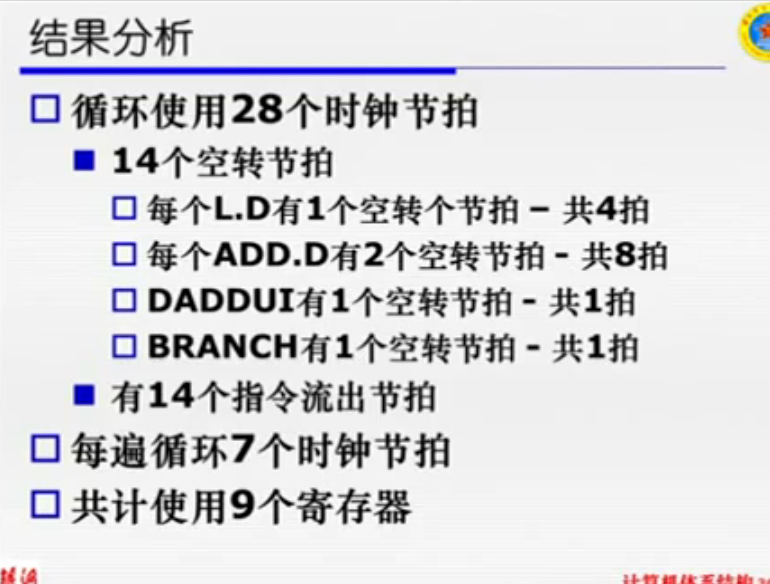 结果分析
循环使用28个时钟节拍
14个空转节拍
每个L.D有1个空转个节拍 – 共4拍
每个ADD.D有2个空转节拍 - 共8拍
DADDUI有1个空转节拍 - 共1拍
BRANCH有1个空转节拍 - 共1拍
有14个指令流出节拍
每遍循环7个时钟节拍
共计使用9个寄存器
计算机体系结构